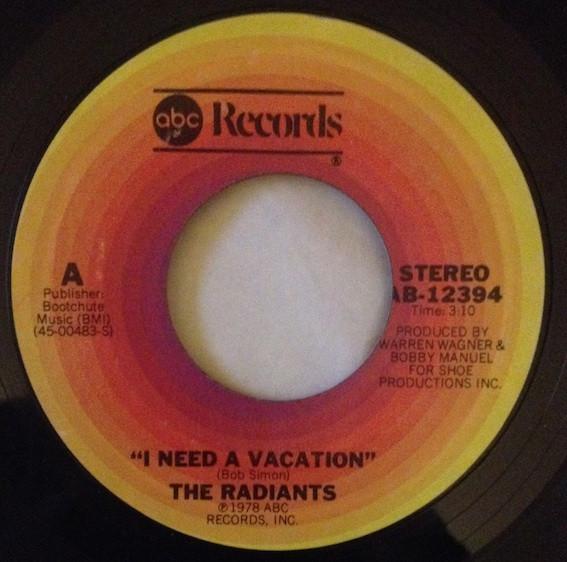 abc Records
®
A
Publisher:
Bootchute
Music (BMI)
(45-00483-S)
STEREO
AB-12394
Time: 3:10
PRODUCED BY
WARREN WAGNER &
BOBBY MANUEL
FOR SHOE
PRODUCTIONS INC.
"I NEED A VACATION"
(Bob Simon)
THE RADIANTS
℗1978 ABC
RECORDS, INC.